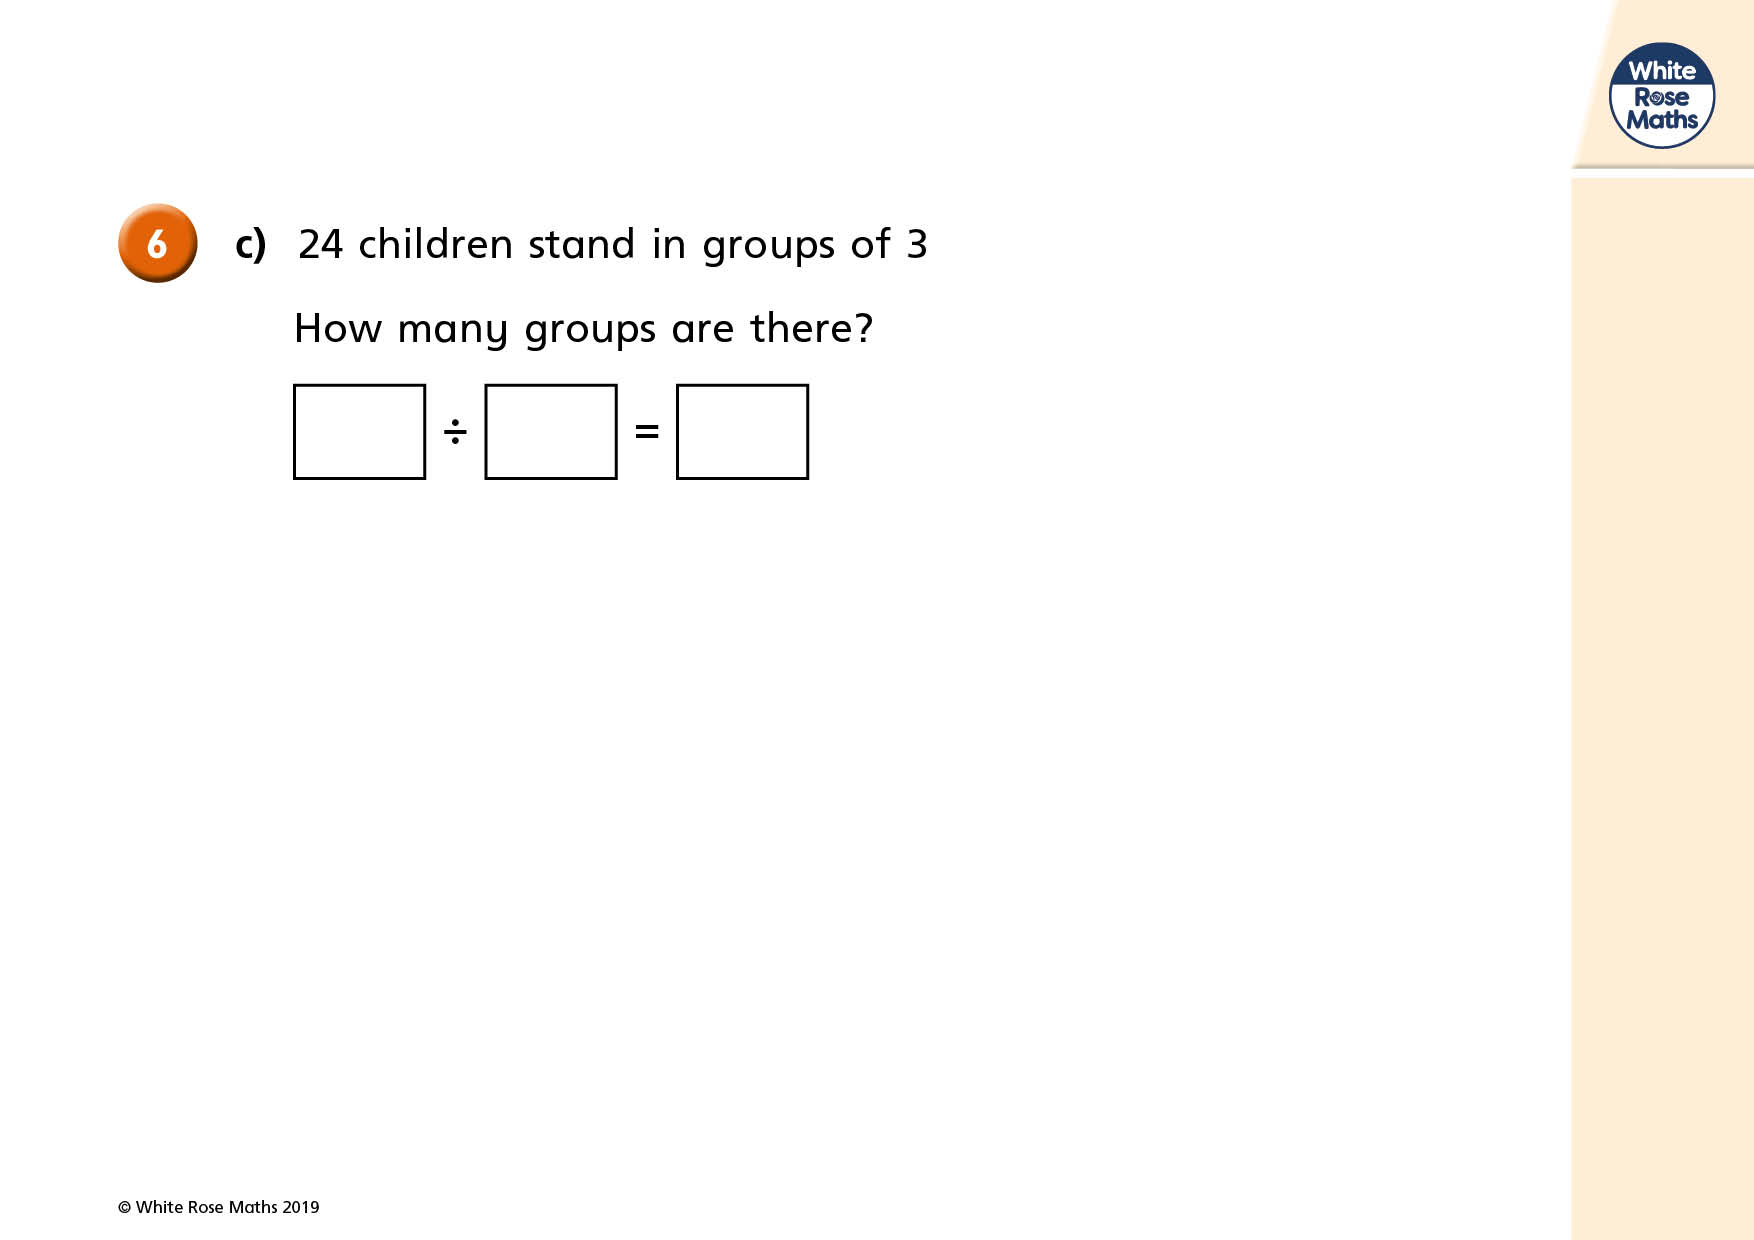 White
Rose
Maths
6 c) 24 children stand in groups of 3
How many groups are there?
÷ =
© White Rose Maths 2019